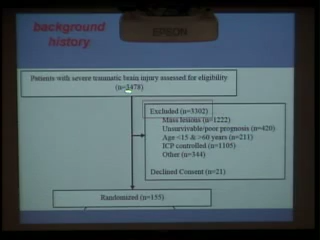 background
history
EPSON
Patients with severe traumatic brain injury assessed for eligibility
(n=3478)
Excluded (n=3302)
Mass lesions (n=1222)
Unsurvivable/poor prognosis (n=420)
Age <15 & >60 years (n=211)
ICP controlled (n=1105)
Other (n=344)
Declined Consent (n=21)
Randomized (n=155)